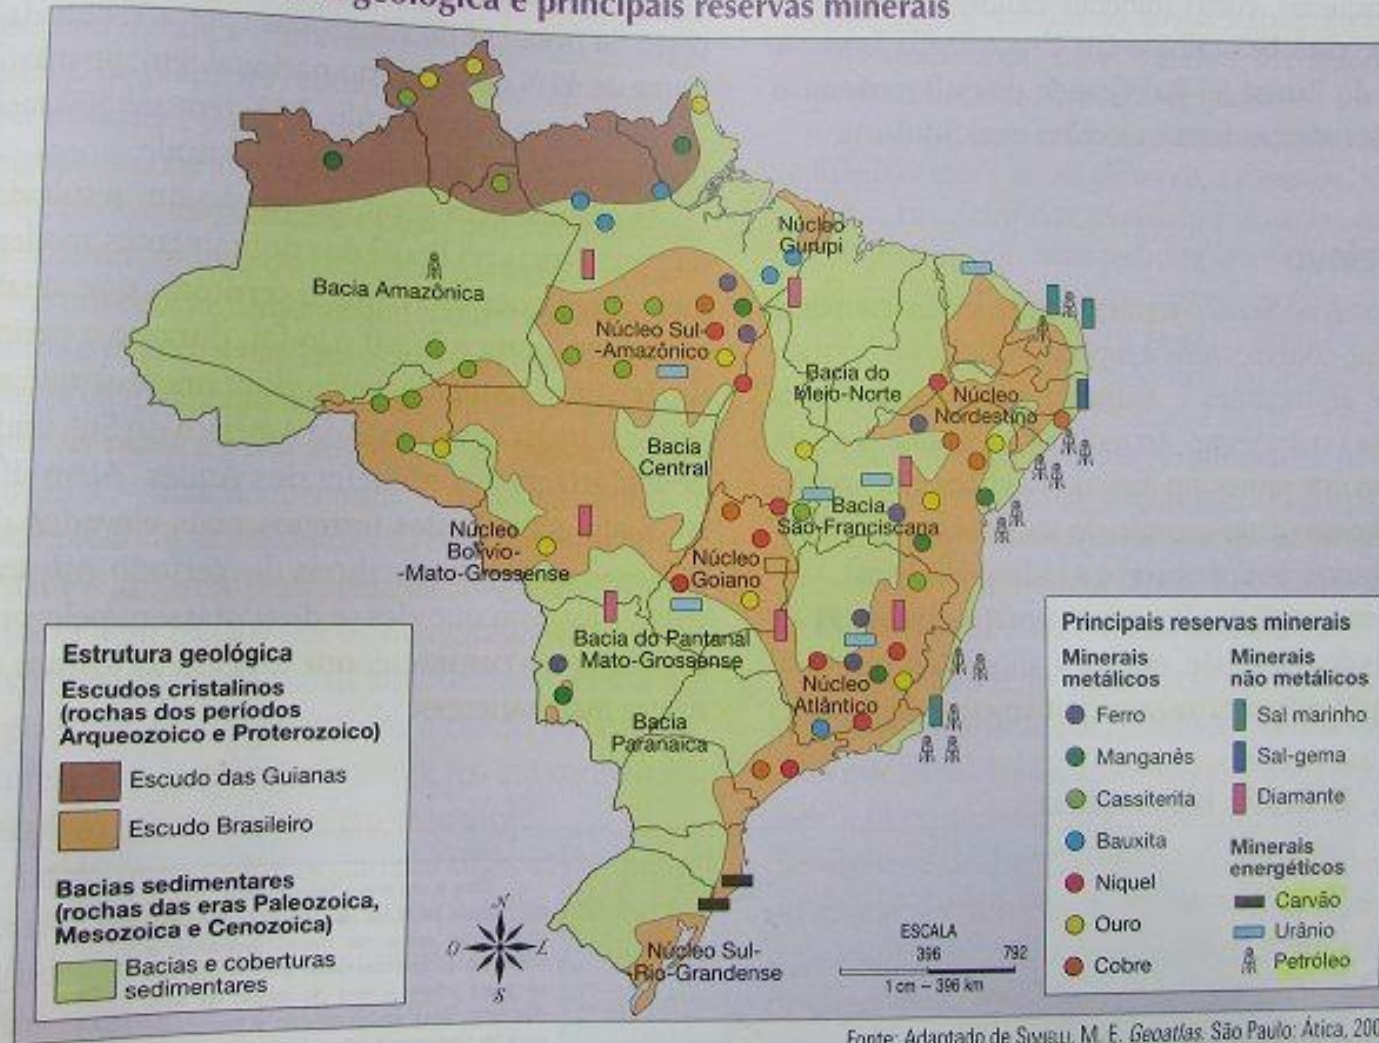 geológica e principais reservas minerais
Núcleo
Gurupi
Bacia Amazônica
Núcleo Sul-
-Amazônico
Bacia do
Meio-Norte
Núcleo
Nordestino
Bacia
Central
Bacia
São-Franciscana
Núcleo
Bolívio-
-Mato-Grossense
Núcleo
Goiano
Bacia do Pantanal
Mato-Grossense
Núcleo
Atlântico
Bacia
Paranaica
Núcleo Sul-
-Rio-Grandense
Estrutura geológica
Escudos cristalinos
(rochas dos períodos
Arqueozoico e Proterozoico)
Escudo das Guianas
Escudo Brasileiro
Bacias sedimentares
(rochas das eras Paleozoica,
Mesozoica e Cenozoica)
Bacias e coberturas
sedimentares
N
O
L
S
ESCALA
396 792
1 cm – 396 km
Principais reservas minerais
Minerais
metálicos
Ferro
Manganês
Cassiterita
Bauxita
Niquel
Ouro
Cobre
Minerais
não metálicos
Sal marinho
Sal-gema
Diamante
Minerais
energéticos
Carvão
Urânio
Petróleo
Fonte: Adaptado de SIMIELLI, M. E. Geoatlas. São Paulo: Ática, 200